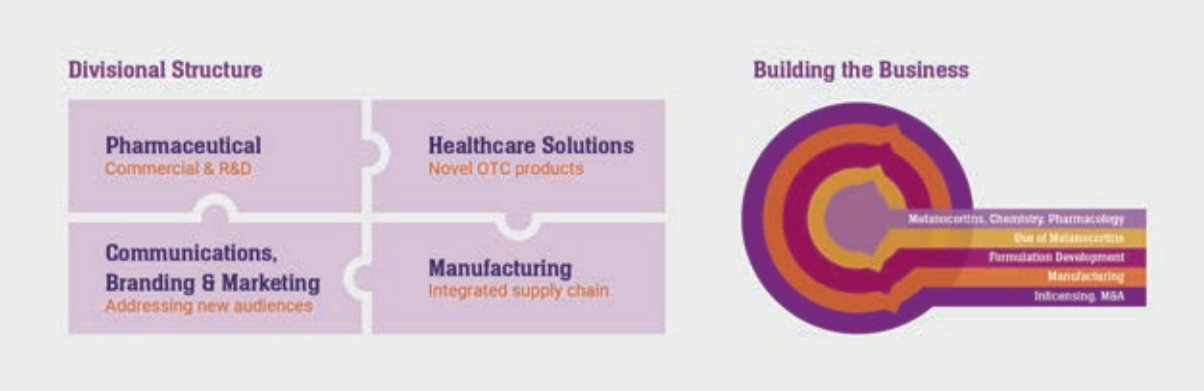 Divisional Structure
Pharmaceutical
Commercial & R&D
Healthcare Solutions
Novel OTC products
Communications,
Branding & Marketing
Addressing new audiences
Manufacturing
Integrated supply chain
Building the Business
Melanocortins, Chemistry, Pharmacology
Use of Melanocortins
Formulation Development
Manufacturing
Inlicensing, M&A